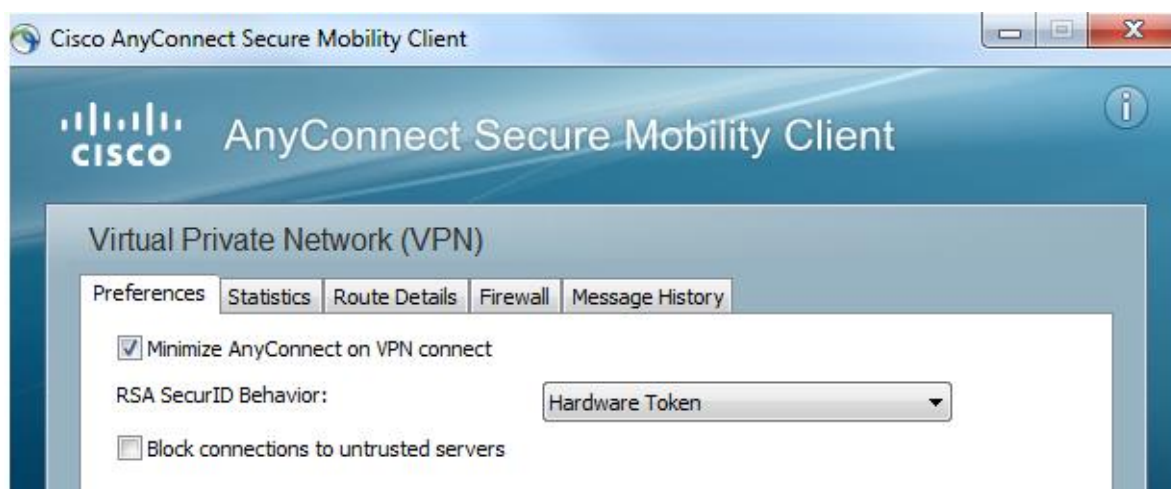 Cisco AnyConnect Secure Mobility Client
CISCO AnyConnect Secure Mobility Client
Virtual Private Network (VPN)
Preferences Statistics Route Details Firewall Message History
Minimize AnyConnect on VPN connect
RSA SecurID Behavior: Hardware Token
Block connections to untrusted servers